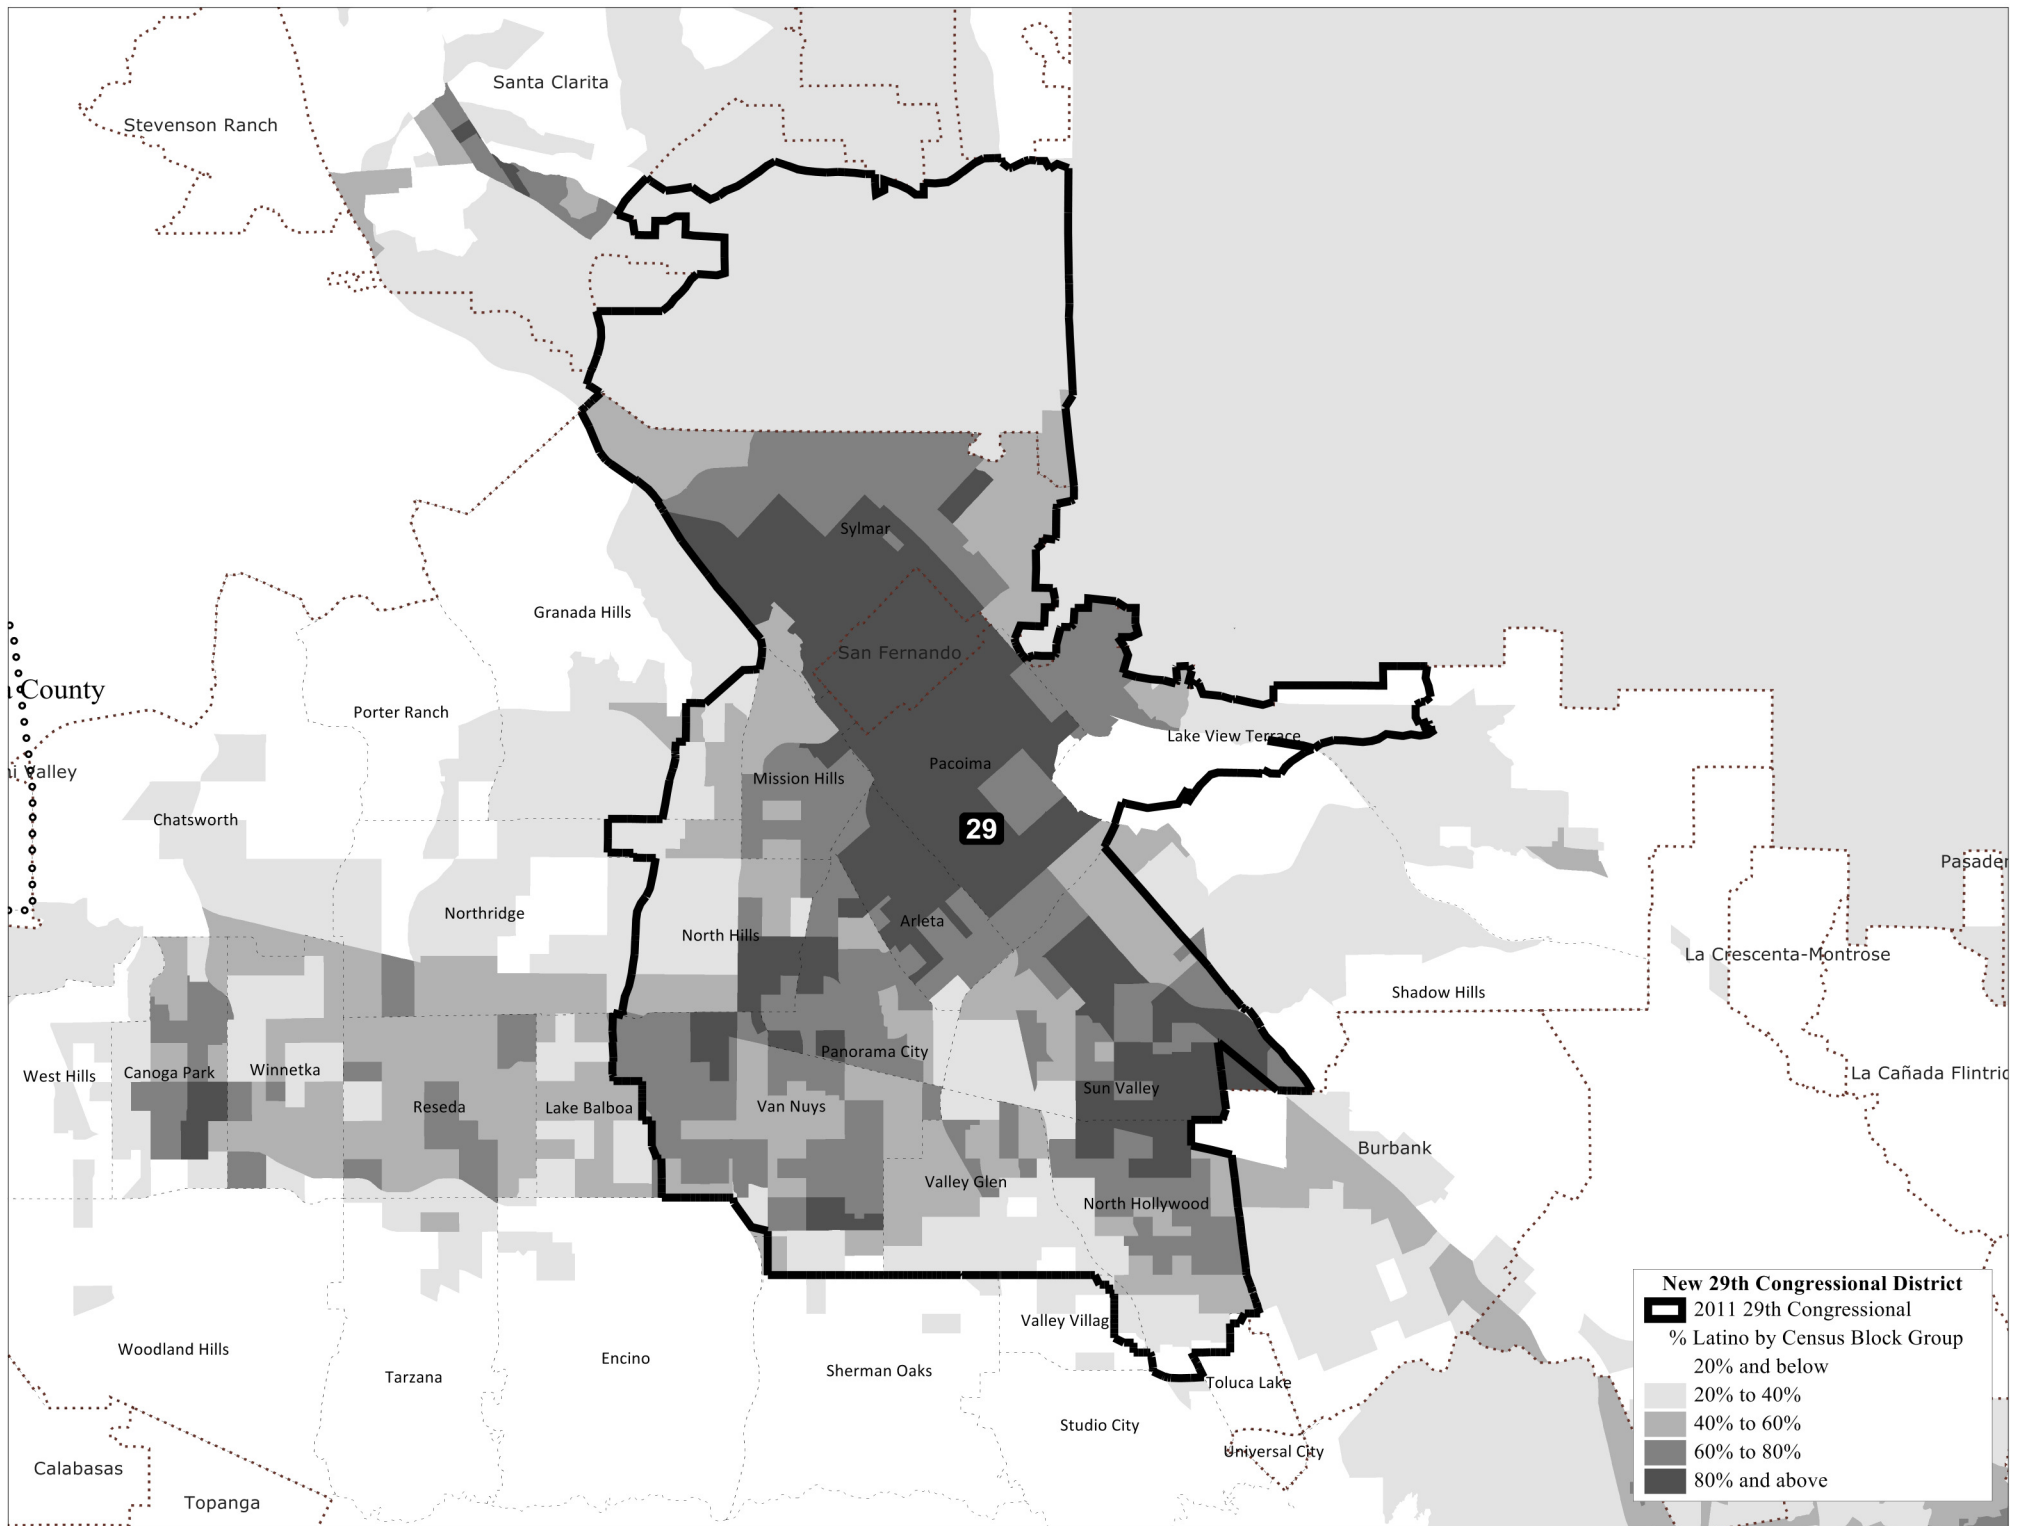 Santa Clarita
Stevenson Ranch
Sylmar
Granada Hills
San Fernando
County
Porter Ranch
Lake View Terrace
Valley
Mission Hills
Pacoima
Chatsworth
29
Pasader
Northridge
Arleta
North Hills
La Crescenta-Montrose
Shadow Hills
Panorama City
West Hills
Canoga Park
Winnetka
Sun Valley
La Cañada Flintrid
Reseda
Lake Balboa
Van Nuys
Burbank
Valley Glen
North Hollywood
Valley Villag
Woodland Hills
Encino
Sherman Oaks
Tarzana
Toluca Lake
Studio City
Universal City
Calabasas
Topanga
New 29th Congressional District
2011 29th Congressional
% Latino by Census Block Group
20% and below
20% to 40%
40% to 60%
60% to 80%
80% and above